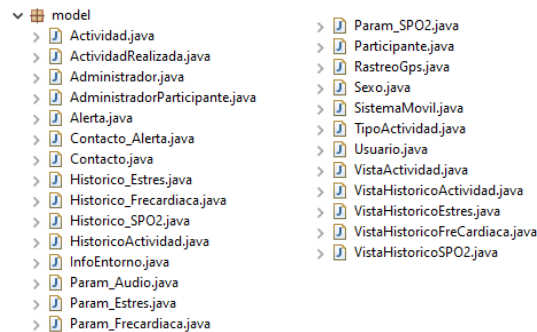 model
Actividad.java
ActividadRealizada.java
Administrador.java
AdministradorParticipante.java
Alerta.java
Contacto_Alerta.java
Contacto.java
Historico_Estres.java
Historico_Frecardiaca.java
Historico_SPO2.java
HistoricoActividad.java
InfoEntorno.java
Param_Audio.java
Param_Estres.java
Param_Frecardiaca.java
Param_SPO2.java
Participante.java
RastreoGps.java
Sexo.java
SistemaMovil.java
TipoActividad.java
Usuario.java
VistaActividad.java
VistaHistoricoActividad.java
VistaHistoricoEstres.java
VistaHistoricoFreCardiaca.java
VistaHistoricoSPO2.java